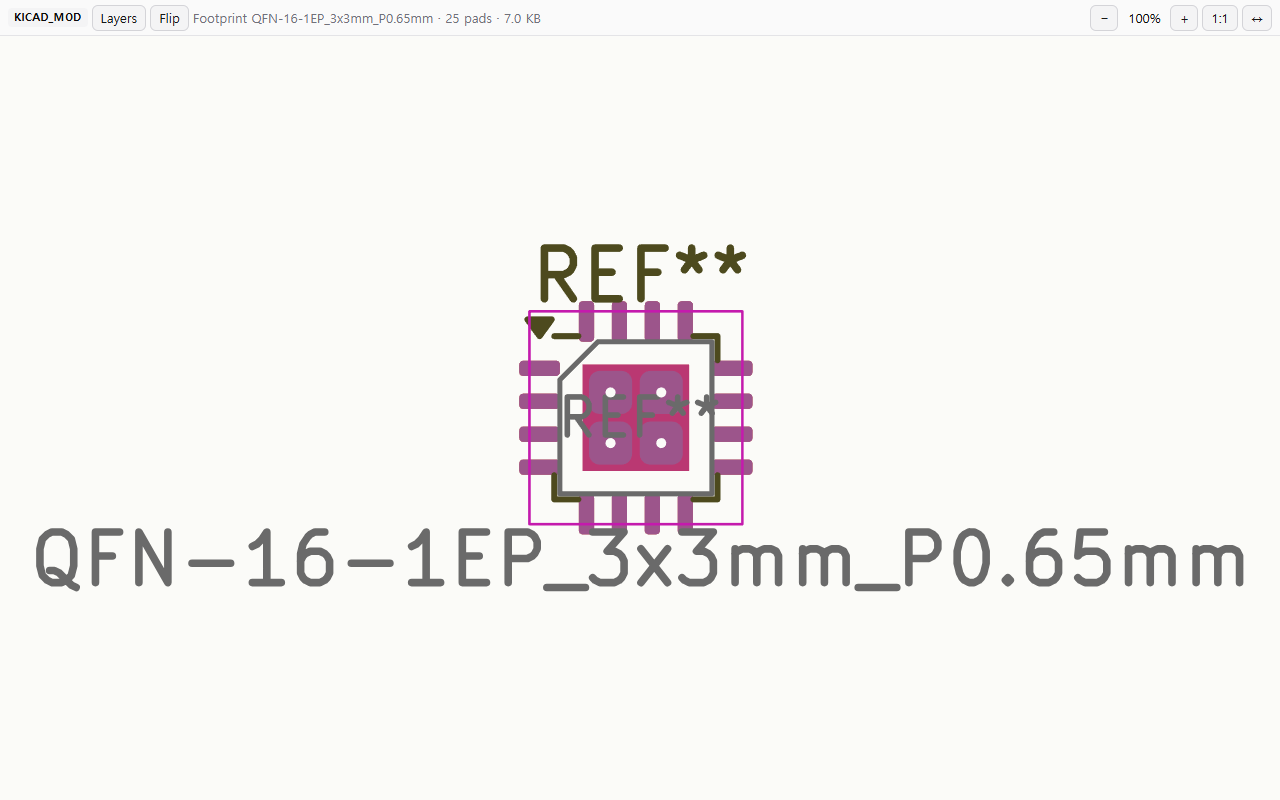 KICAD_MOD Layers Flip Footprint QFN-16-1EP_3x3mm_P0.65mm · 25 pads · 7.0 KB − 100% + 1:1 ↔
REF**
REF**
QFN-16-1EP_3x3mm_P0.65mm